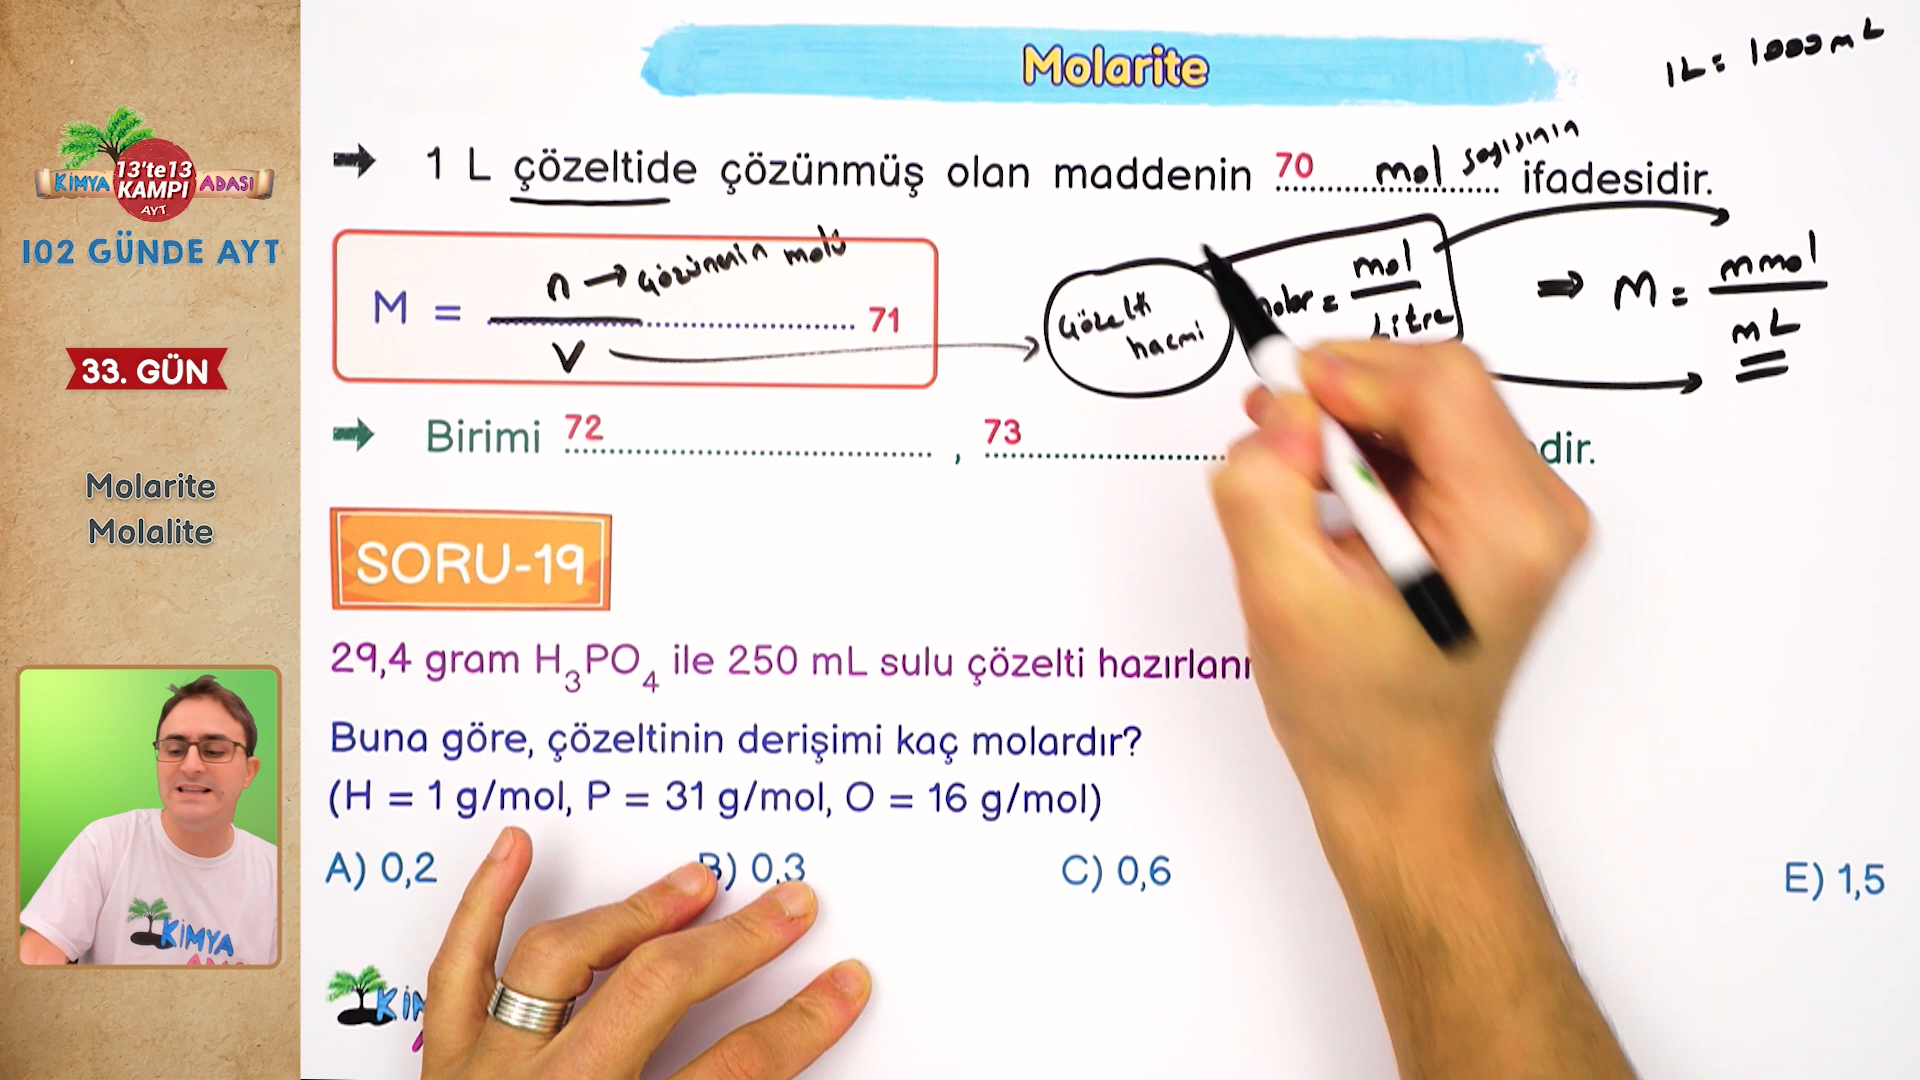 Molarite
1L = 1000 mL
→ 1 L çözeltide çözünmüş olan maddenin 70 mol sayısının ifadesidir.
M = n → çözünenin molü 71
V
Çözelti hacmi
molar = mol
Litre
⇒ M = mmol
mL
→ Birimi 72 , 73 dir.
SORU-19
29,4 gram H₃PO₄ ile 250 mL sulu çözelti hazırlanı
Buna göre, çözeltinin derişimi kaç molardır?
(H = 1 g/mol, P = 31 g/mol, O = 16 g/mol)
A) 0,2 B) 0,3 C) 0,6 E) 1,5
13'te13
KİMYA KAMPI ADASI
AYT
102 GÜNDE AYT
33. GÜN
Molarite
Molalite
KİMYA